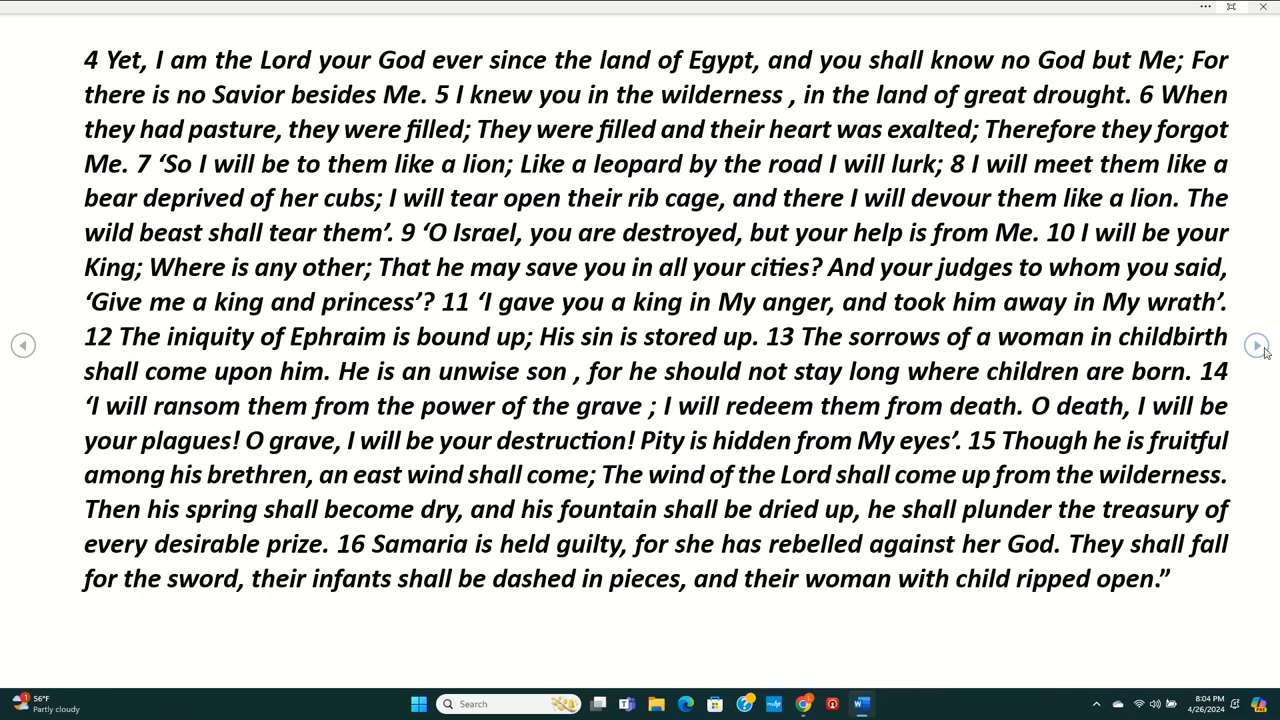 4 Yet, I am the Lord your God ever since the land of Egypt, and you shall know no God but Me; For
there is no Savior besides Me. 5 I knew you in the wilderness , in the land of great drought. 6 When
they had pasture, they were filled; They were filled and their heart was exalted; Therefore they forgot
Me. 7 ‘So I will be to them like a lion; Like a leopard by the road I will lurk; 8 I will meet them like a
bear deprived of her cubs; I will tear open their rib cage, and there I will devour them like a lion. The
wild beast shall tear them’. 9 ‘O Israel, you are destroyed, but your help is from Me. 10 I will be your
King; Where is any other; That he may save you in all your cities? And your judges to whom you said,
‘Give me a king and princess’? 11 ‘I gave you a king in My anger, and took him away in My wrath’.
12 The iniquity of Ephraim is bound up; His sin is stored up. 13 The sorrows of a woman in childbirth
shall come upon him. He is an unwise son , for he should not stay long where children are born. 14
‘I will ransom them from the power of the grave ; I will redeem them from death. O death, I will be
your plagues! O grave, I will be your destruction! Pity is hidden from My eyes’. 15 Though he is fruitful
among his brethren, an east wind shall come; The wind of the Lord shall come up from the wilderness.
Then his spring shall become dry, and his fountain shall be dried up, he shall plunder the treasury of
every desirable prize. 16 Samaria is held guilty, for she has rebelled against her God. They shall fall
for the sword, their infants shall be dashed in pieces, and their woman with child ripped open.”
56°F
Partly cloudy
Search
8:04 PM
4/26/2024